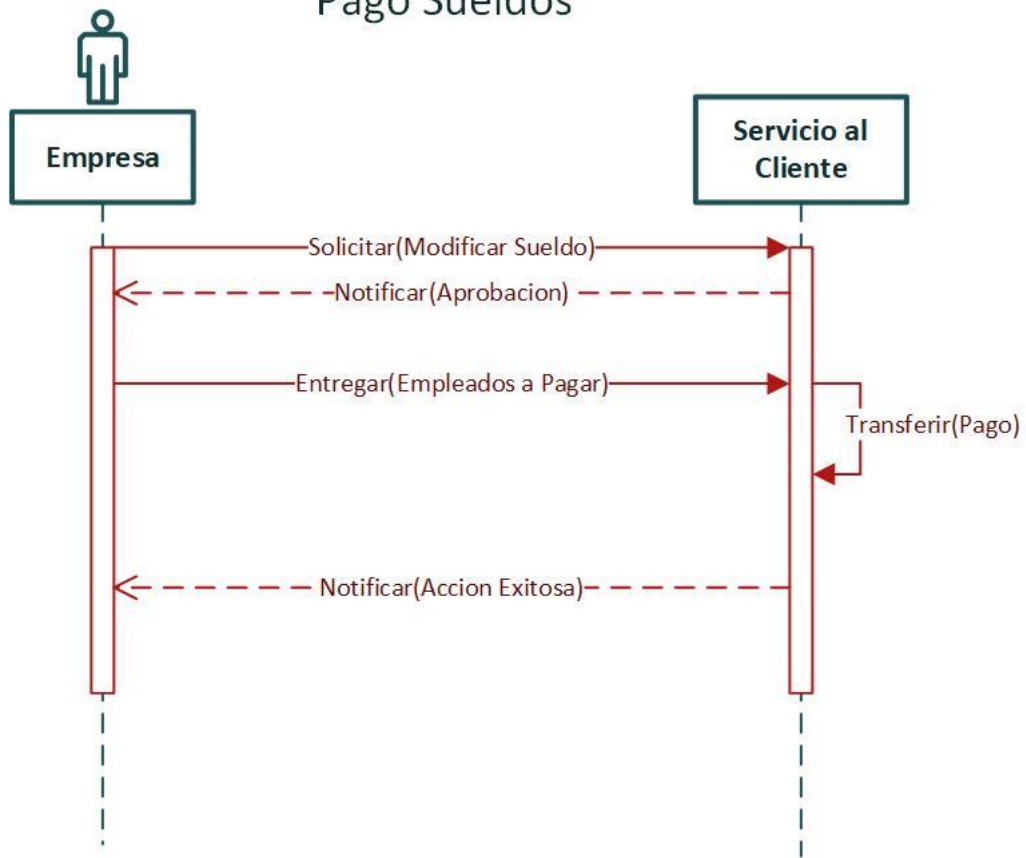 Pago Sueldos
Empresa
Servicio al
Cliente
Solicitar(Modificar Sueldo)
Notificar(Aprobacion)
Entregar(Empleados a Pagar)
Transferir(Pago)
Notificar(Accion Exitosa)